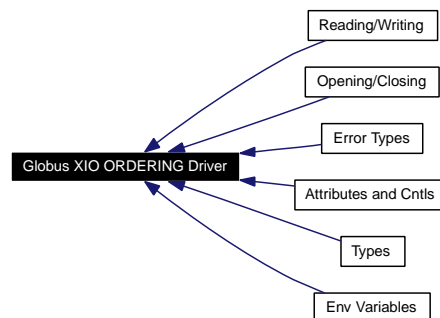 Reading/Writing
Opening/Closing
Error Types
Globus XIO ORDERING Driver
Attributes and Cntls
Types
Env Variables